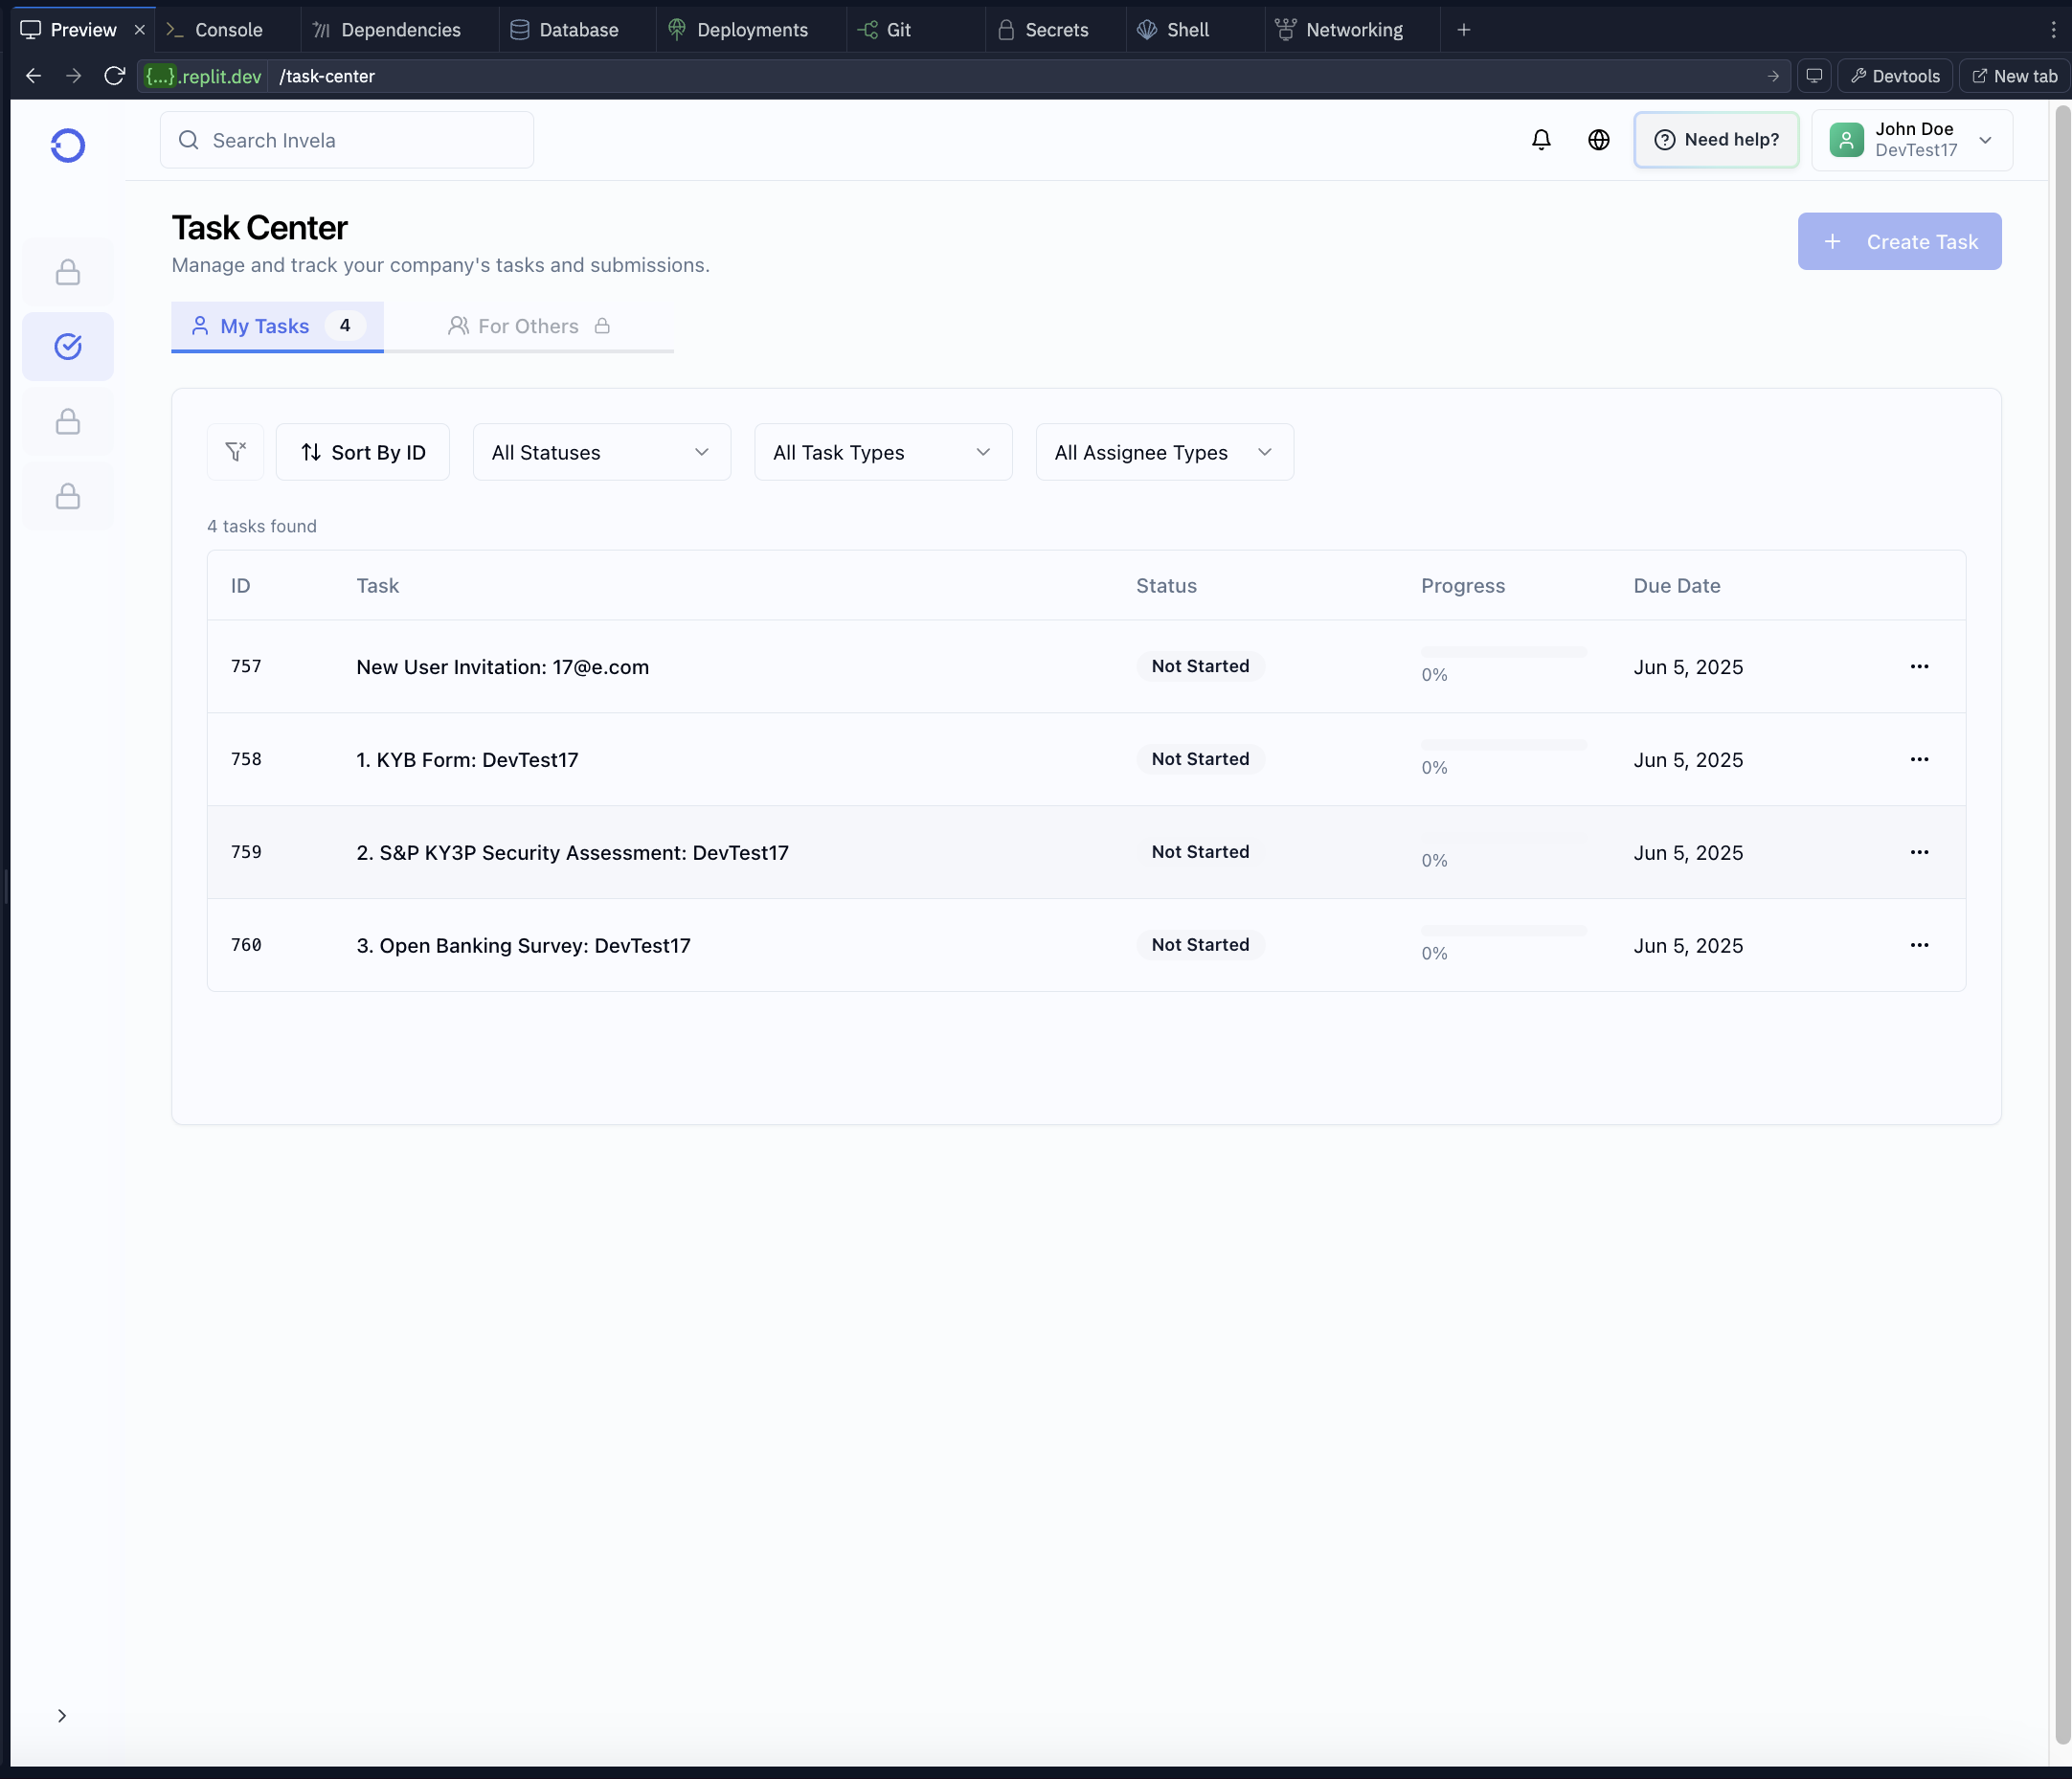 Preview
Console
Dependencies
Database
Deployments
Git
Secrets
Shell
Networking
{...}.replit.dev /task-center
Devtools
New tab
Search Invela
Need help?
John Doe
DevTest17
Task Center
Manage and track your company's tasks and submissions.
Create Task
My Tasks 4
For Others
Sort By ID
All Statuses
All Task Types
All Assignee Types
4 tasks found
ID Task Status Progress Due Date
757 New User Invitation: 17@e.com Not Started 0% Jun 5, 2025
758 1. KYB Form: DevTest17 Not Started 0% Jun 5, 2025
759 2. S&P KY3P Security Assessment: DevTest17 Not Started 0% Jun 5, 2025
760 3. Open Banking Survey: DevTest17 Not Started 0% Jun 5, 2025